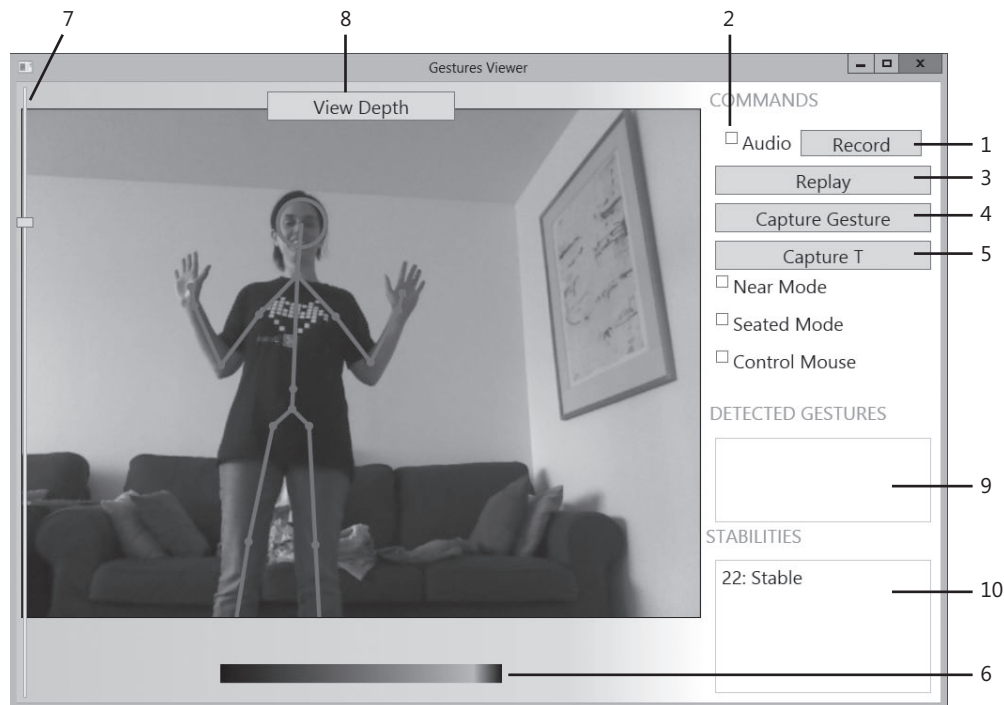 7
8
2
Gestures Viewer
View Depth
COMMANDS
Audio
Record
1
Replay
3
Capture Gesture
4
Capture T
5
Near Mode
Seated Mode
Control Mouse
DETECTED GESTURES
9
STABILITIES
22: Stable
10
6